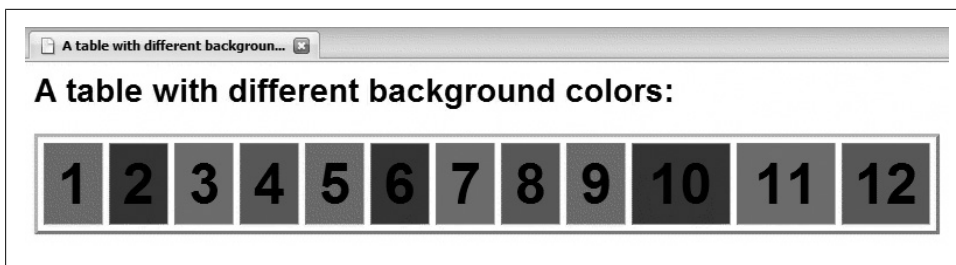 A table with different backgroun...
A table with different background colors:
1 2 3 4 5 6 7 8 9 10 11 12